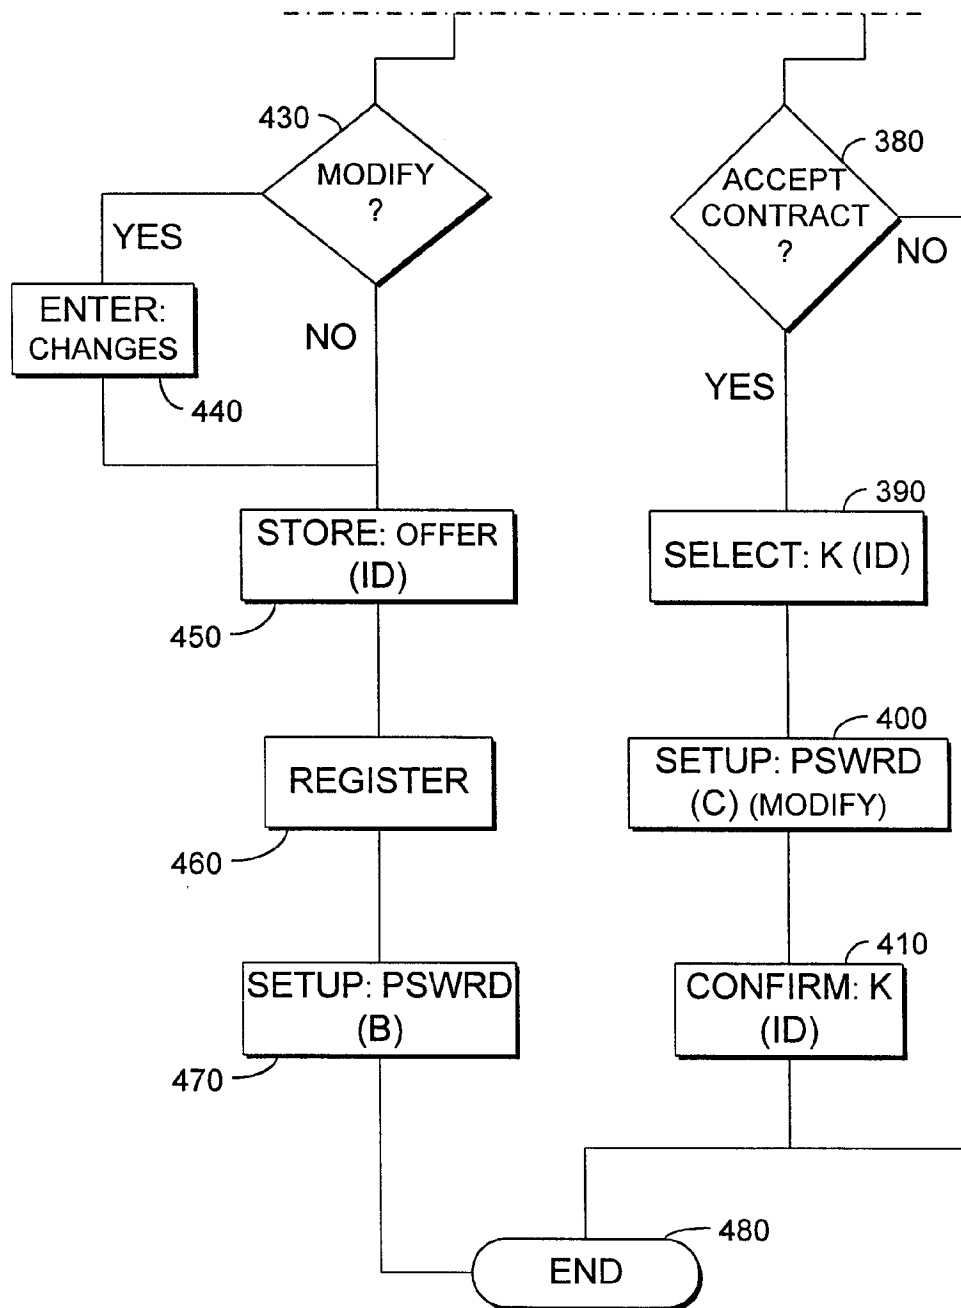 430
MODIFY
?
YES
NO
ENTER:
CHANGES
440
STORE: OFFER
(ID)
450
REGISTER
460
SETUP: PSWRD
(B)
470
380
ACCEPT
CONTRACT
?
NO
YES
390
SELECT: K (ID)
400
SETUP: PSWRD
(C) (MODIFY)
410
CONFIRM: K
(ID)
480
END